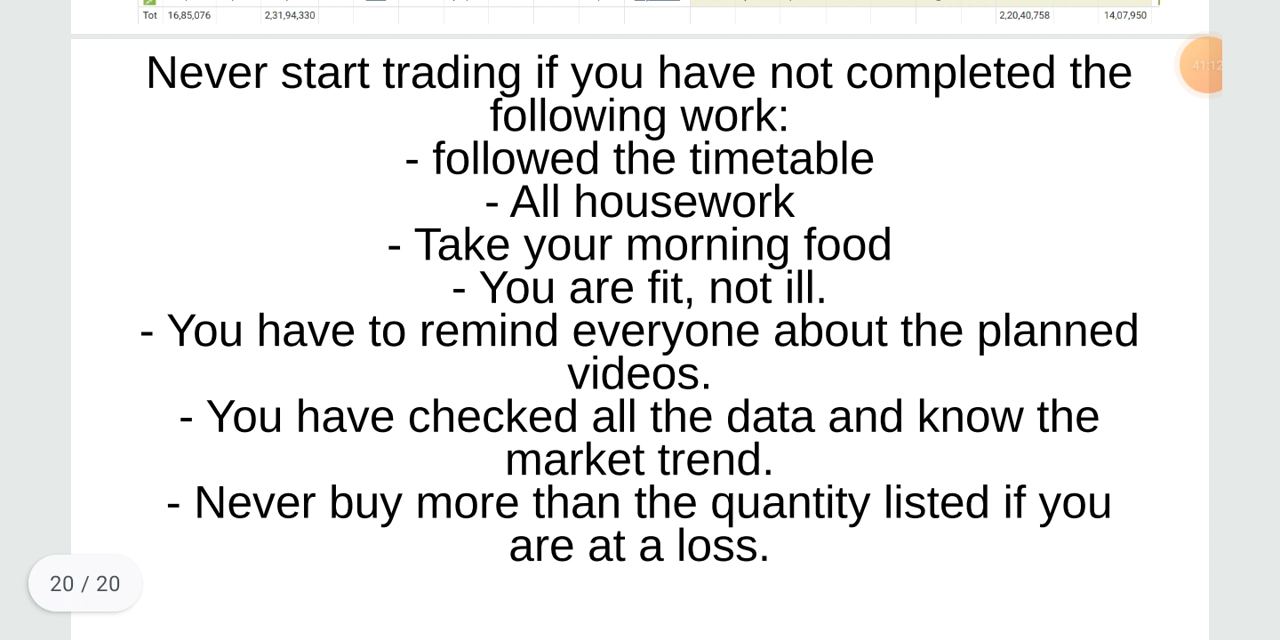 Tot 16,85,076 2,31,94,330 2,20,40,758 14,07,950
41:12
Never start trading if you have not completed the
following work:
- followed the timetable
- All housework
- Take your morning food
- You are fit, not ill.
- You have to remind everyone about the planned
videos.
- You have checked all the data and know the
market trend.
- Never buy more than the quantity listed if you
are at a loss.
20 / 20